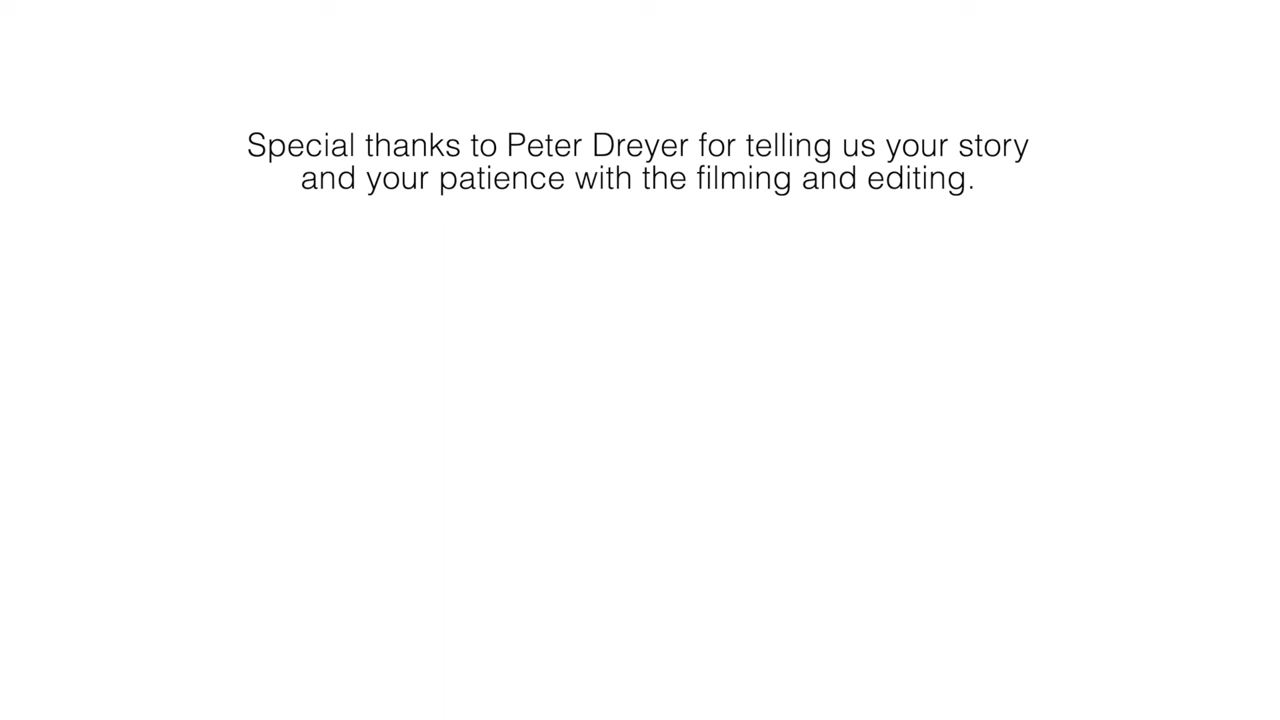 Special thanks to Peter Dreyer for telling us your story
and your patience with the filming and editing.